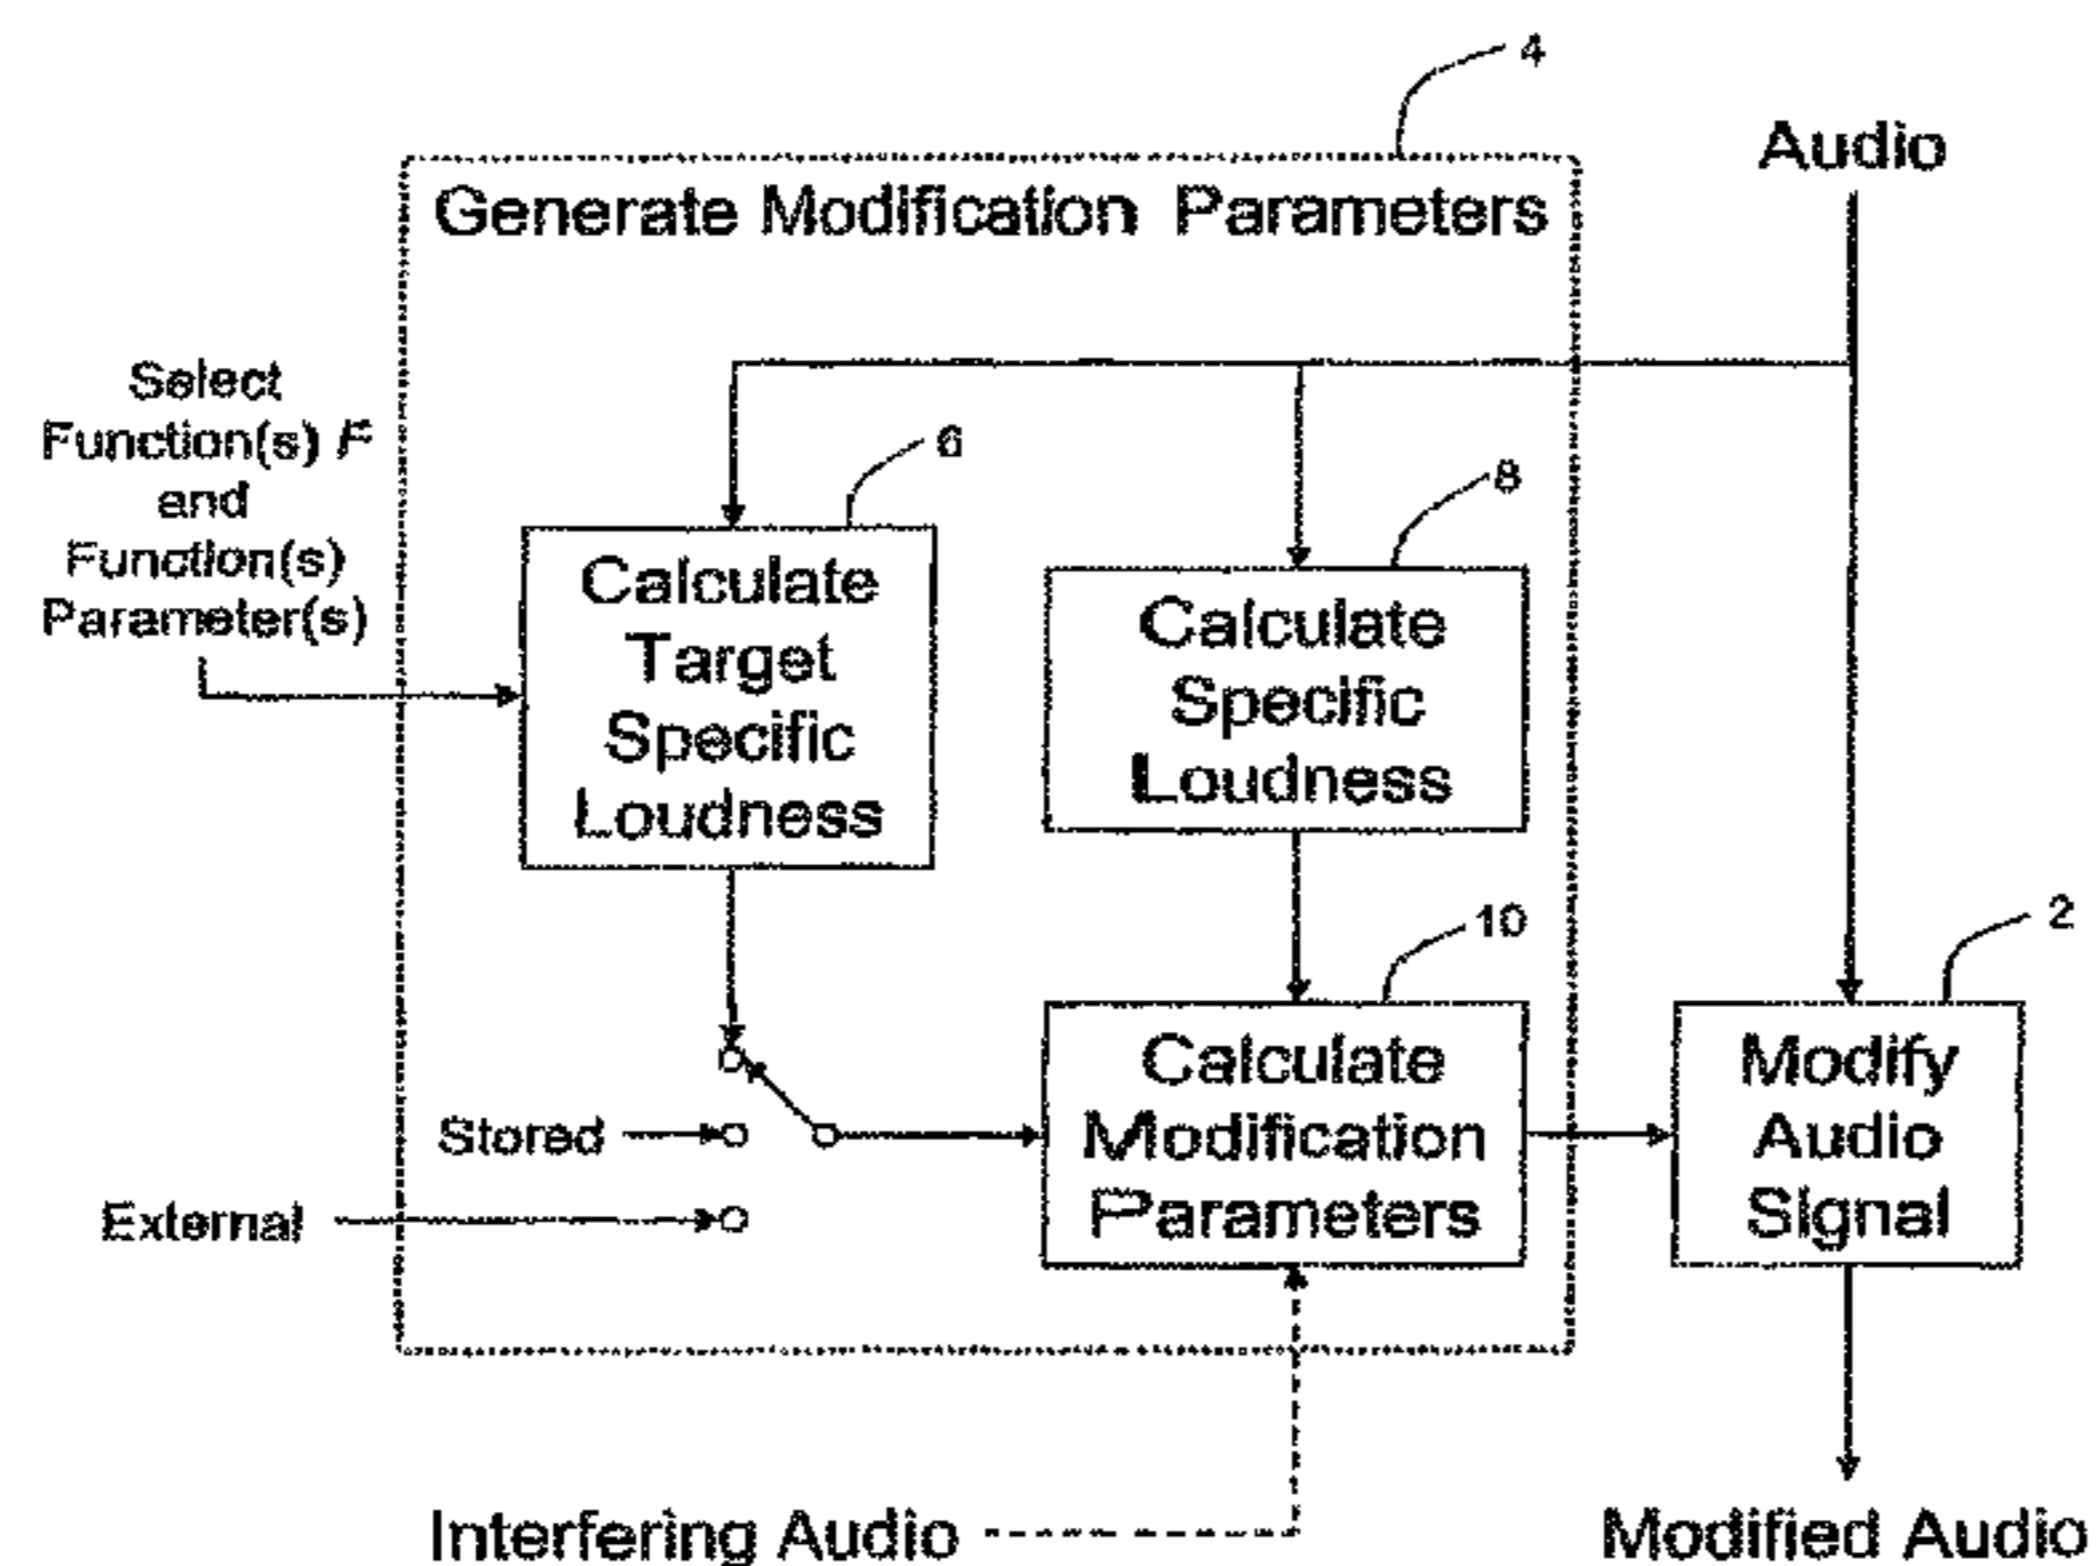 4
Audio
Generate Modification Parameters
Select
Function(s) F
and
Function(s)
Parameter(s)
6
8
Calculate
Target
Specific
Loudness
Calculate
Specific
Loudness
10
2
Calculate
Modification
Parameters
Modify
Audio
Signal
Stored
External
Interfering Audio
Modified Audio